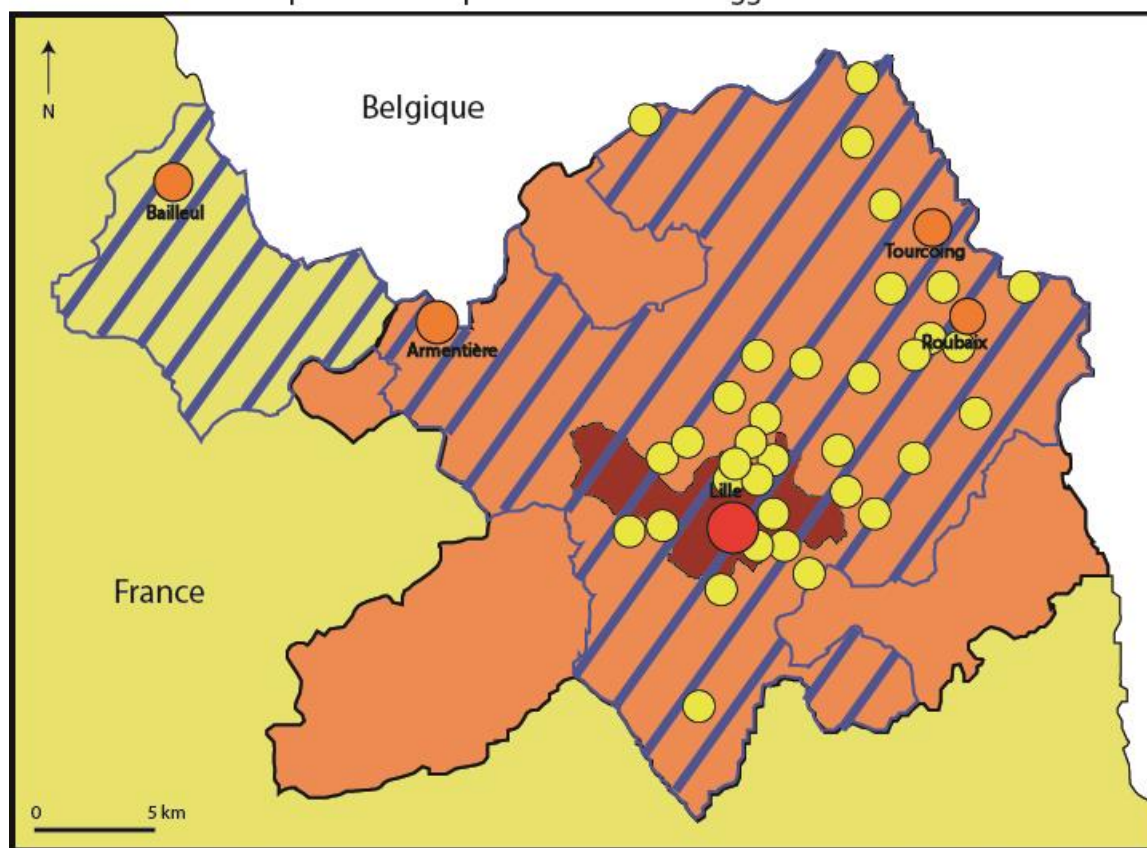 N
Belgique
Bailleul
Tourcoing
Armentière
Roubaix
Lille
France
0 5 km